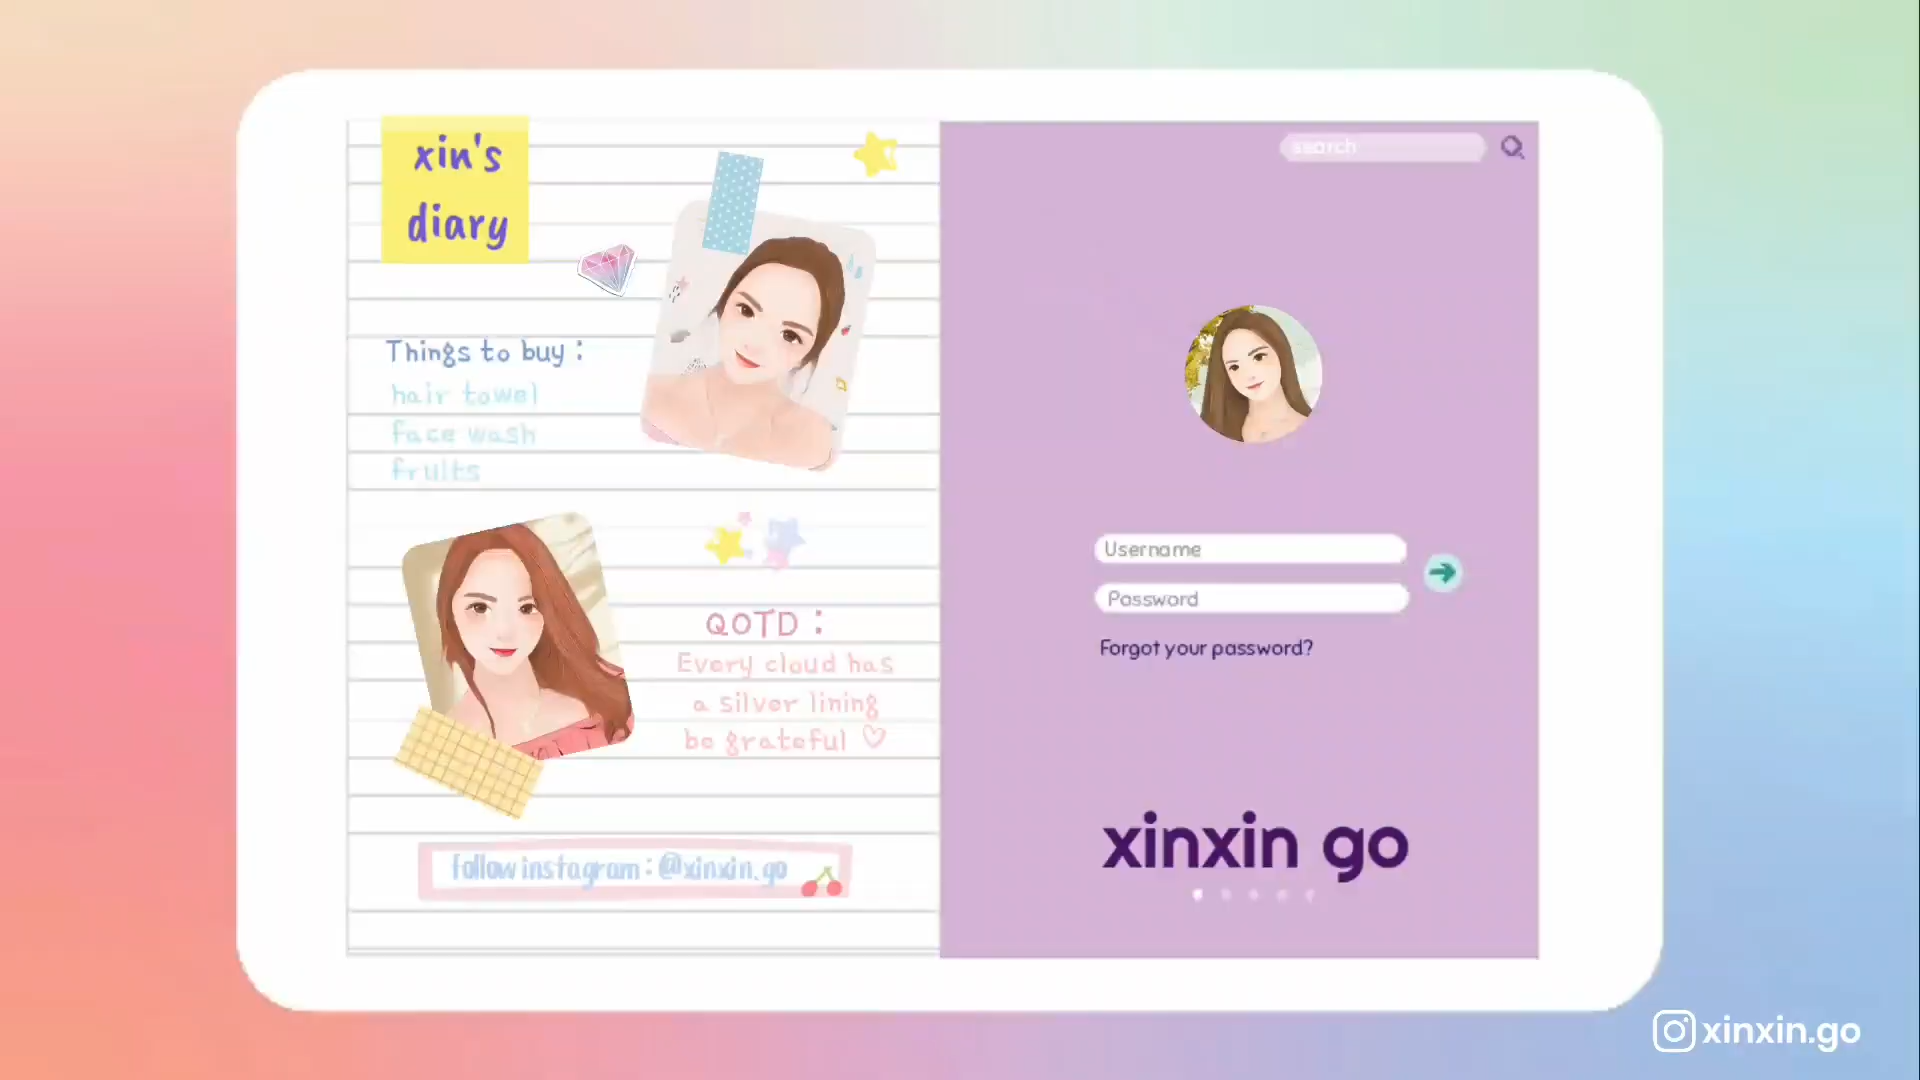 xin's
diary
Things to buy :
hair towel
face wash
fruits
QOTD :
Every cloud has
a silver lining
be grateful ♡
follow instagram : @xinxin.go
search
Username
Password
Forgot your password?
xinxin go
xinxin.go